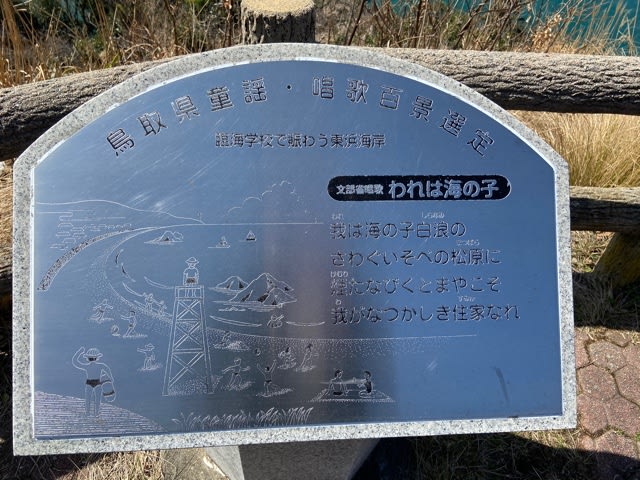 鳥取県童謡・唱歌百景選定
臨海学校で賑わう東浜海岸
文部省唱歌 われは海の子
我は海の子白浪の
さわぐいそべの松原に
煙たなびくとまやこそ
我がなつかしき住家なれ